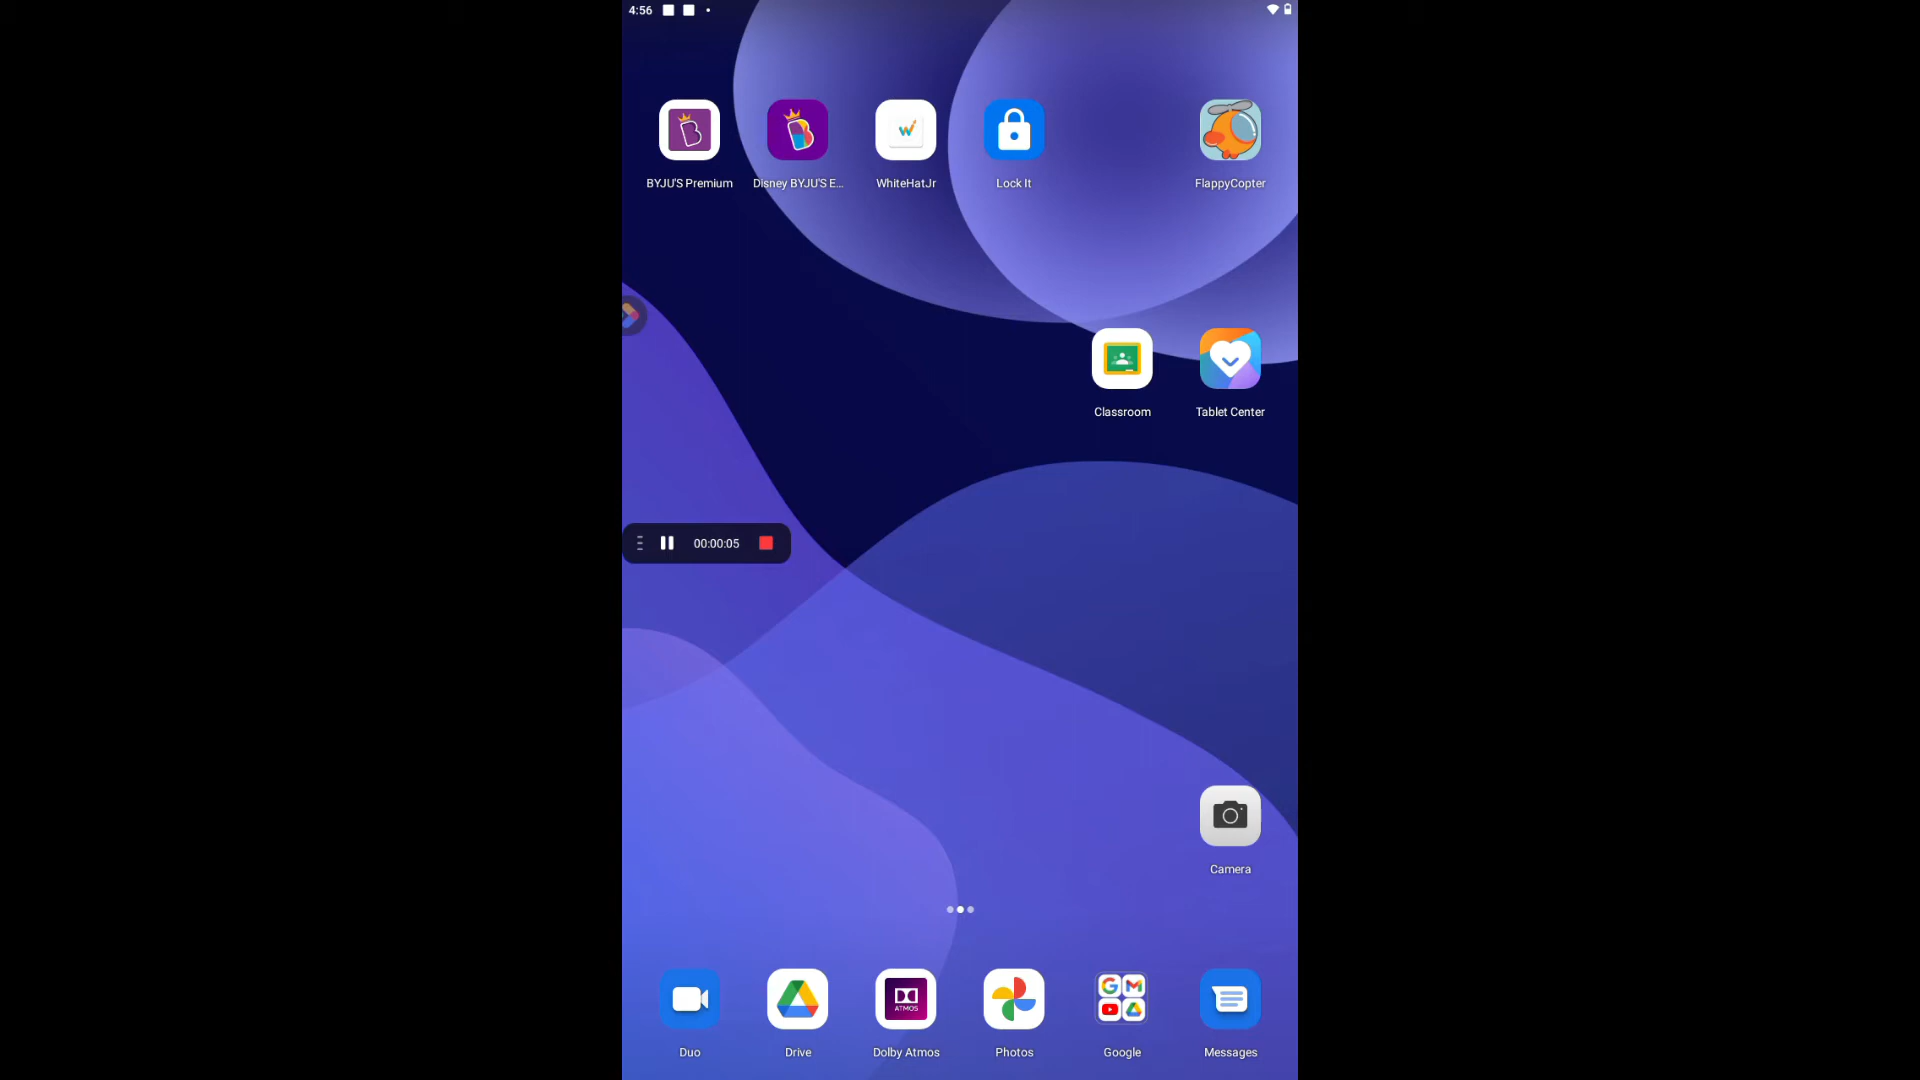 4:56
BYJU'S Premium
Disney BYJU'S E...
WhiteHatJr
Lock It
FlappyCopter
Classroom
Tablet Center
00:00:05
Camera
ATMOS
Duo
Drive
Dolby Atmos
Photos
Google
Messages